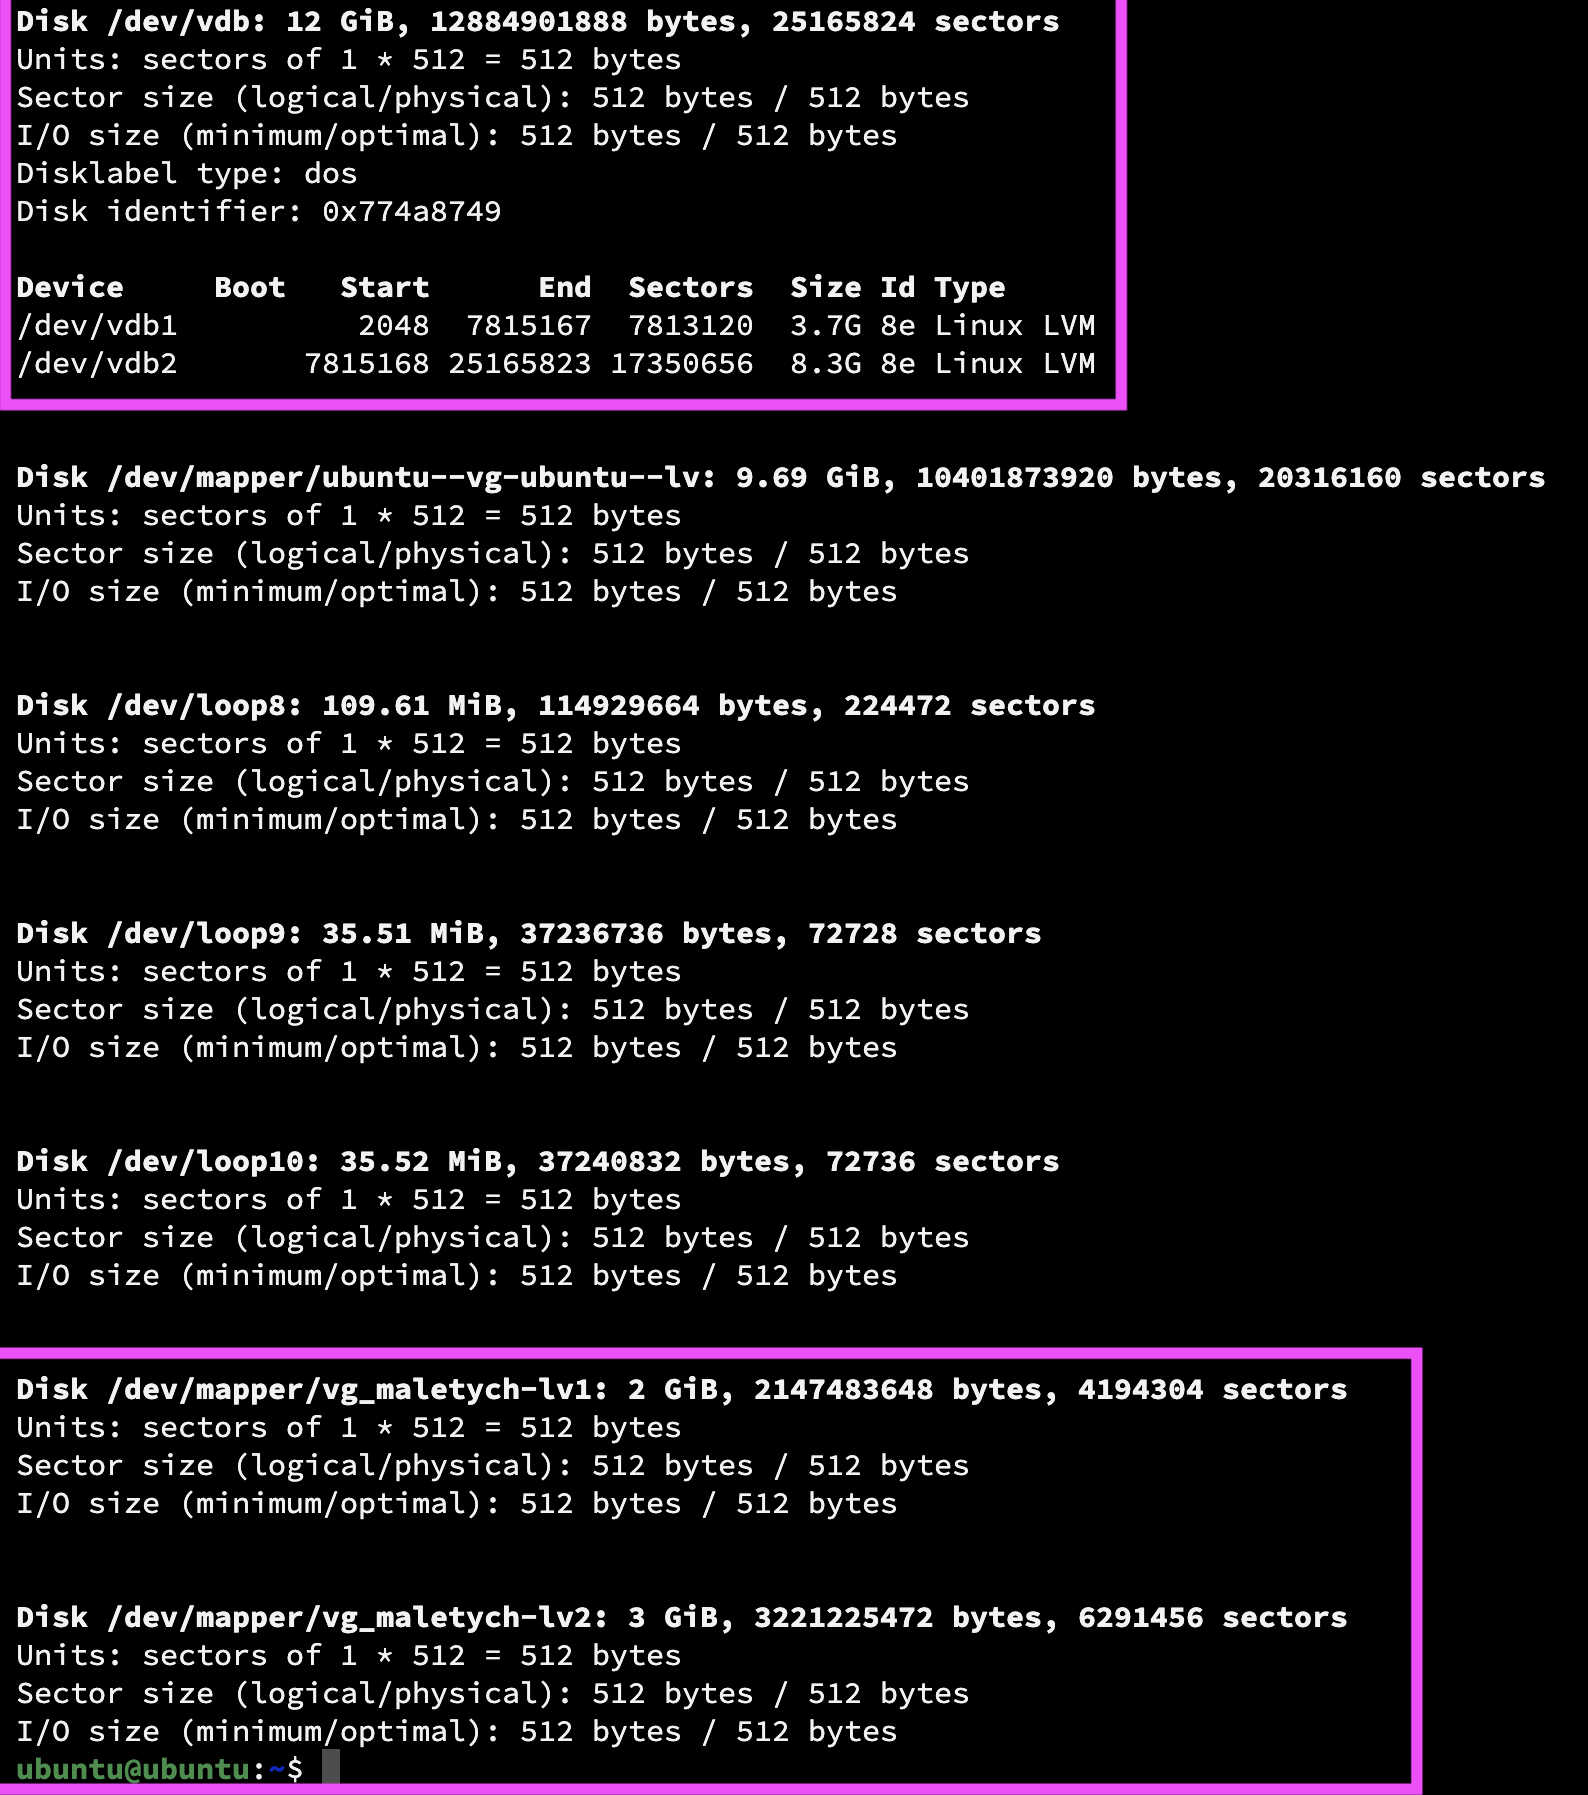 Disk /dev/vdb: 12 GiB, 12884901888 bytes, 25165824 sectors
Units: sectors of 1 * 512 = 512 bytes
Sector size (logical/physical): 512 bytes / 512 bytes
I/O size (minimum/optimal): 512 bytes / 512 bytes
Disklabel type: dos
Disk identifier: 0x774a8749
Device     Boot   Start      End  Sectors  Size Id Type
/dev/vdb1          2048  7815167  7813120  3.7G 8e Linux LVM
/dev/vdb2       7815168 25165823 17350656  8.3G 8e Linux LVM
Disk /dev/mapper/ubuntu--vg-ubuntu--lv: 9.69 GiB, 10401873920 bytes, 20316160 sectors
Units: sectors of 1 * 512 = 512 bytes
Sector size (logical/physical): 512 bytes / 512 bytes
I/O size (minimum/optimal): 512 bytes / 512 bytes
Disk /dev/loop8: 109.61 MiB, 114929664 bytes, 224472 sectors
Units: sectors of 1 * 512 = 512 bytes
Sector size (logical/physical): 512 bytes / 512 bytes
I/O size (minimum/optimal): 512 bytes / 512 bytes
Disk /dev/loop9: 35.51 MiB, 37236736 bytes, 72728 sectors
Units: sectors of 1 * 512 = 512 bytes
Sector size (logical/physical): 512 bytes / 512 bytes
I/O size (minimum/optimal): 512 bytes / 512 bytes
Disk /dev/loop10: 35.52 MiB, 37240832 bytes, 72736 sectors
Units: sectors of 1 * 512 = 512 bytes
Sector size (logical/physical): 512 bytes / 512 bytes
I/O size (minimum/optimal): 512 bytes / 512 bytes
Disk /dev/mapper/vg_maletych-lv1: 2 GiB, 2147483648 bytes, 4194304 sectors
Units: sectors of 1 * 512 = 512 bytes
Sector size (logical/physical): 512 bytes / 512 bytes
I/O size (minimum/optimal): 512 bytes / 512 bytes
Disk /dev/mapper/vg_maletych-lv2: 3 GiB, 3221225472 bytes, 6291456 sectors
Units: sectors of 1 * 512 = 512 bytes
Sector size (logical/physical): 512 bytes / 512 bytes
I/O size (minimum/optimal): 512 bytes / 512 bytes
ubuntu@ubuntu:~$